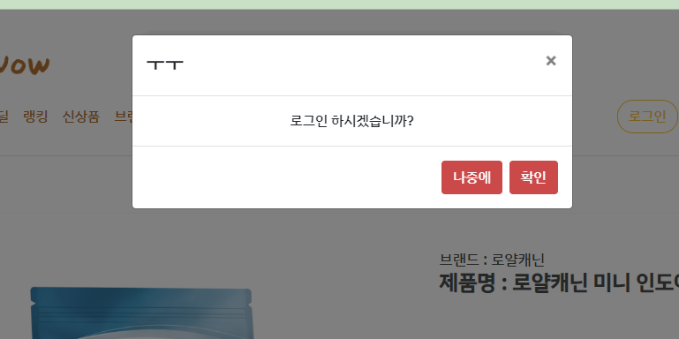 ㅜㅜ
×
로그인 하시겠습니까?
나중에 확인
랭킹 신상품
로그인
브랜드 : 로얄캐닌
제품명 : 로얄캐닌 미니 인도어